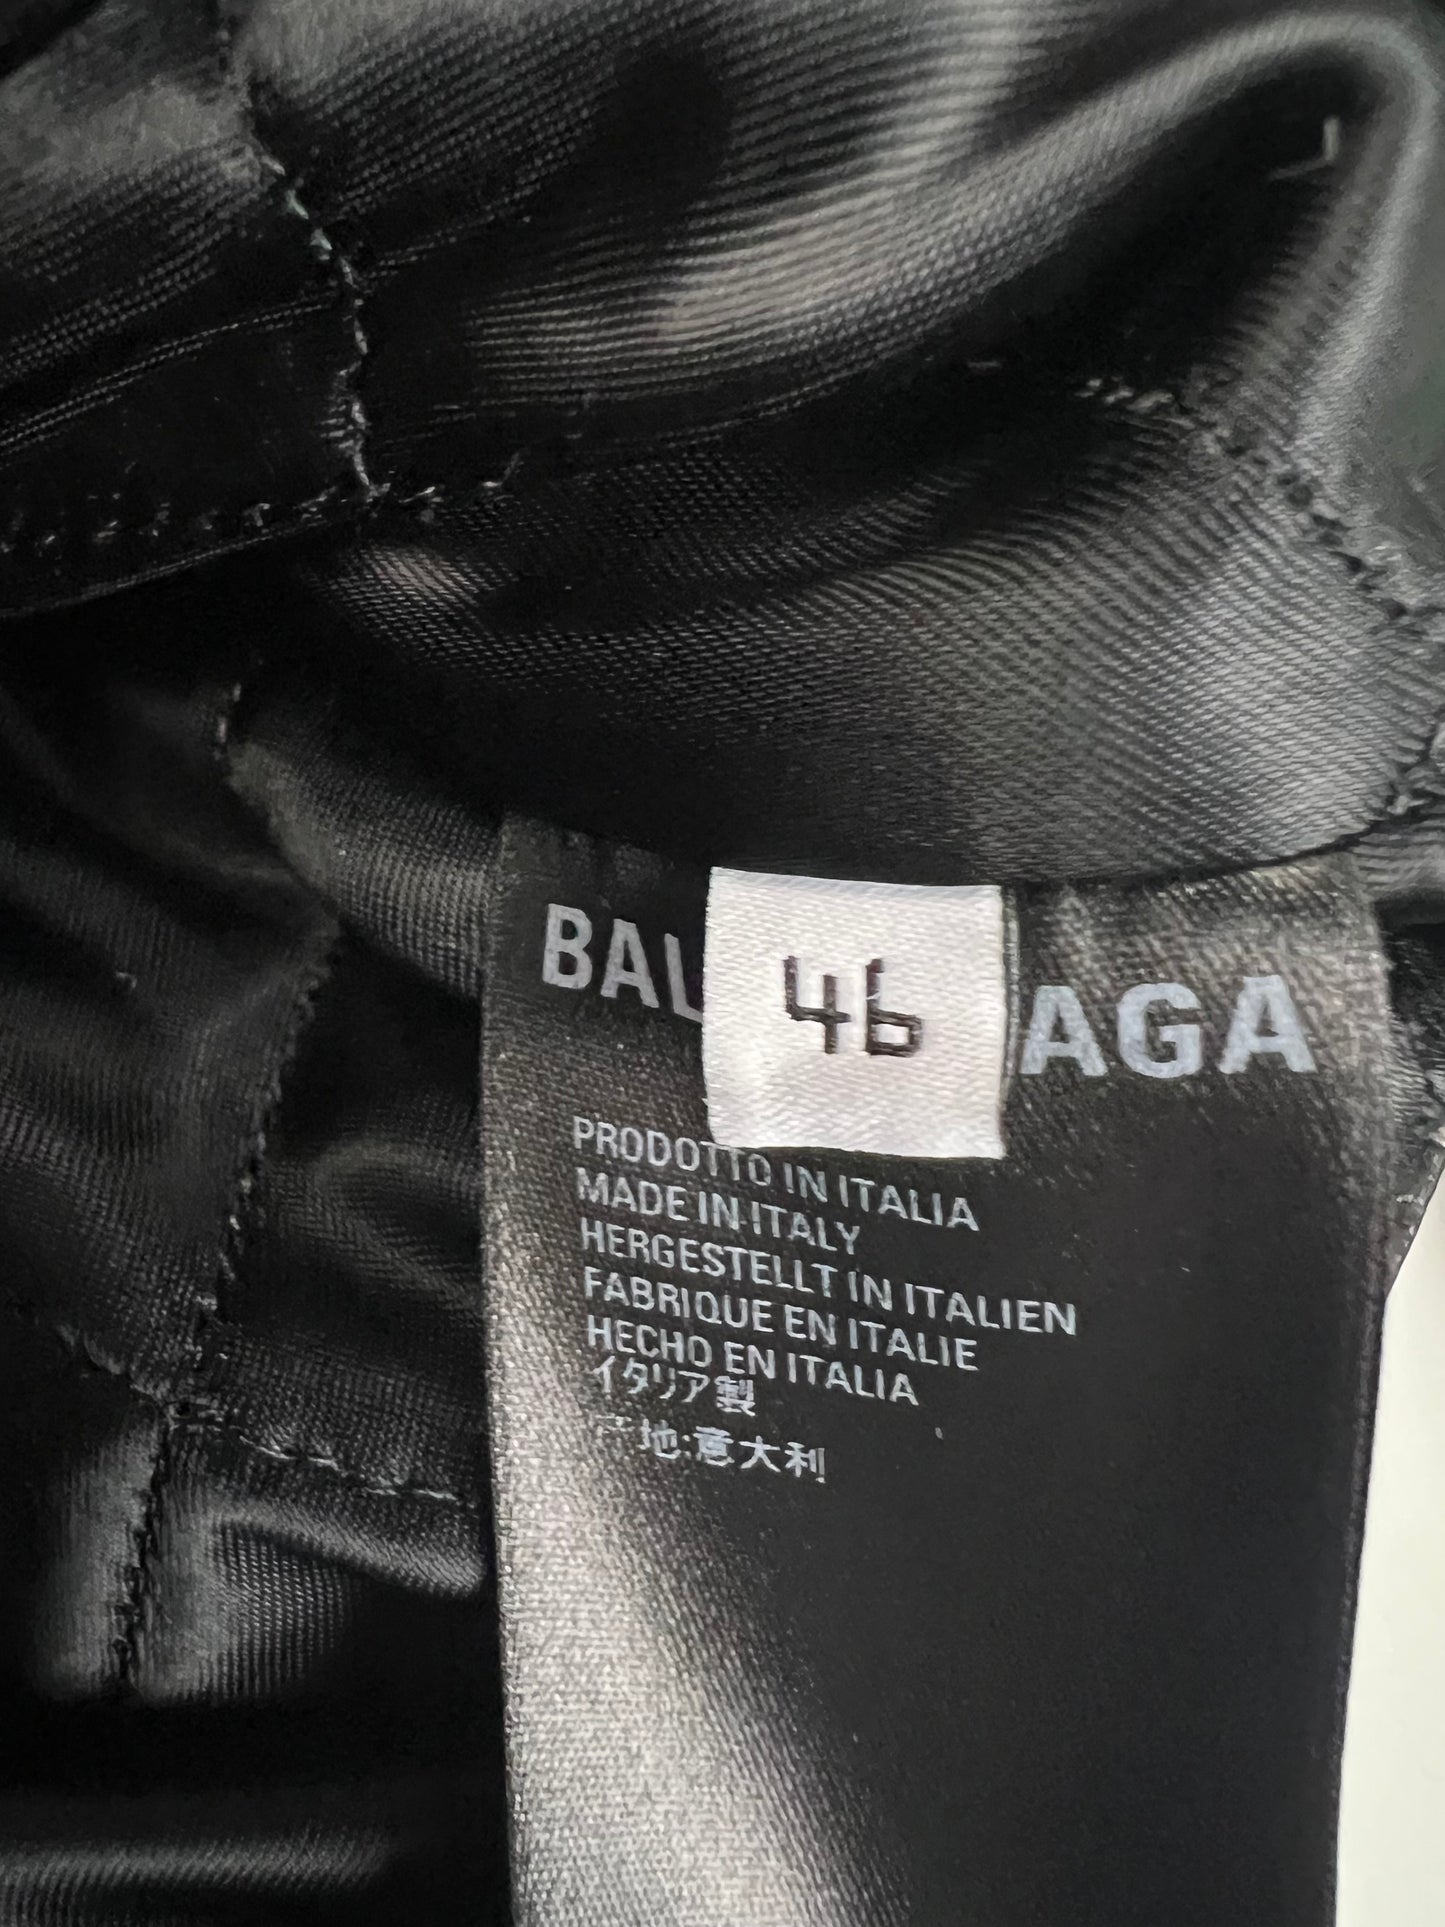 BAL 46 AGA
PRODOTTO IN ITALIA
MADE IN ITALY
HERGESTELLT IN ITALIEN
FABRIQUE EN ITALIE
HECHO EN ITALIA
イタリア製
产地:意大利